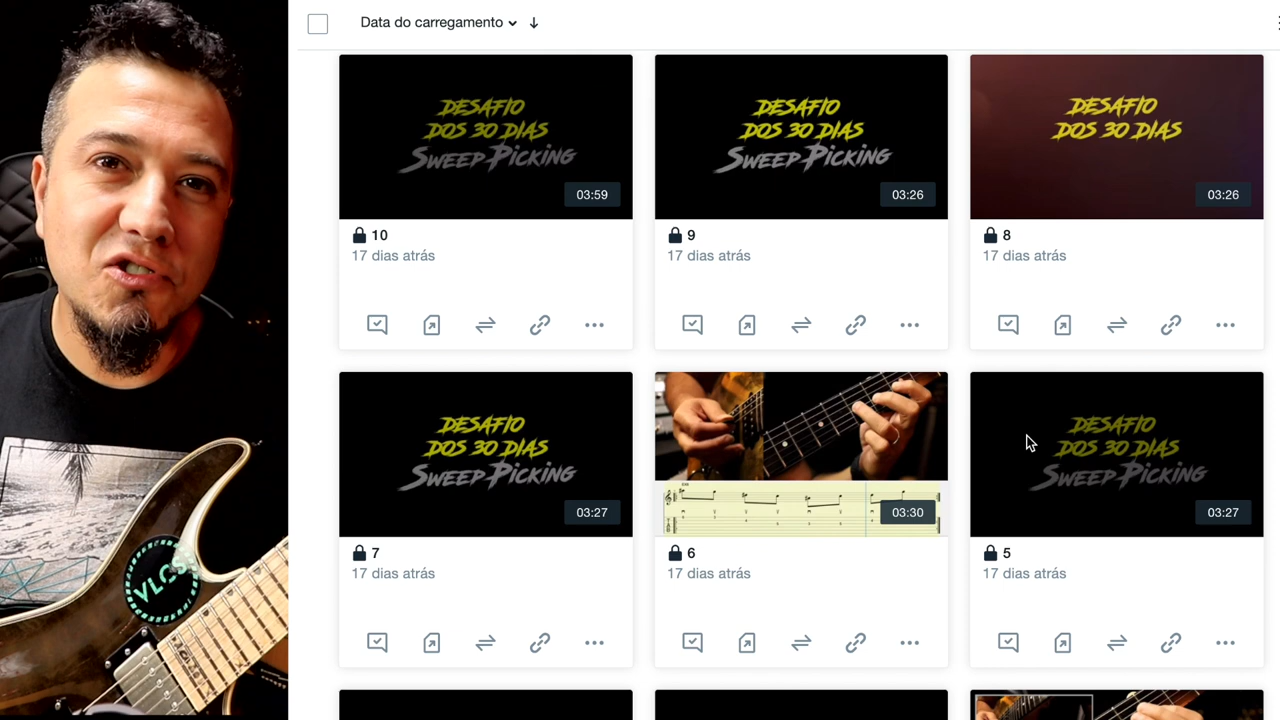 Data do carregamento
DESAFIO
DOS 30 DIAS
SWEEP PICKING
03:59
10
17 dias atrás
DESAFIO
DOS 30 DIAS
SWEEP PICKING
03:26
9
17 dias atrás
DESAFIO
DOS 30 DIAS
03:26
8
17 dias atrás
DESAFIO
DOS 30 DIAS
SWEEP PICKING
03:27
7
17 dias atrás
03:30
6
17 dias atrás
DESAFIO
DOS 30 DIAS
SWEEP PICKING
03:27
5
17 dias atrás